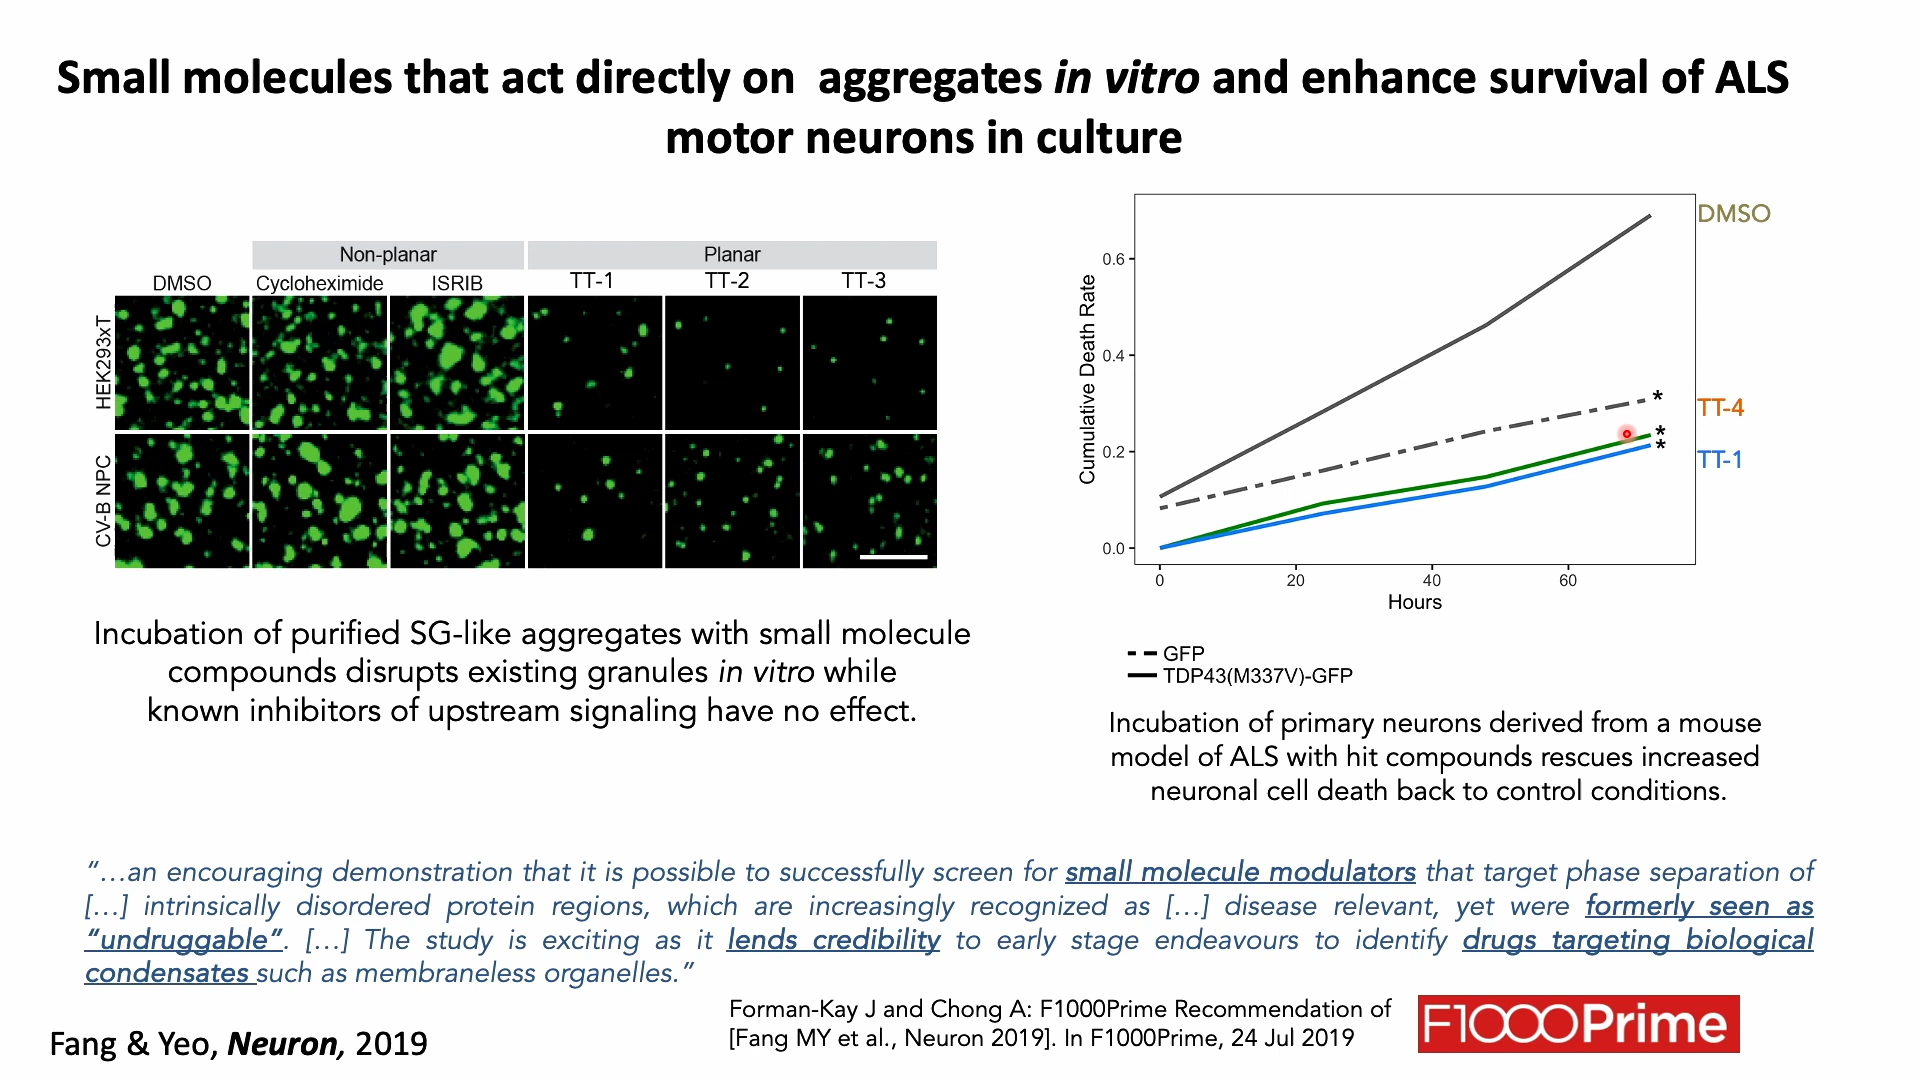 Small molecules that act directly on  aggregates in vitro and enhance survival of ALS
motor neurons in culture
Non-planar
Planar
DMSO
Cycloheximide
ISRIB
TT-1
TT-2
TT-3
HEK293xT
CV-B NPC
Incubation of purified SG-like aggregates with small molecule
compounds disrupts existing granules in vitro while
known inhibitors of upstream signaling have no effect.
Cumulative Death Rate
0.6
0.4
0.2
0.0
0
20
40
60
Hours
*
*
*
DMSO
TT-4
TT-1
GFP
TDP43(M337V)-GFP
Incubation of primary neurons derived from a mouse
model of ALS with hit compounds rescues increased
neuronal cell death back to control conditions.
“…an encouraging demonstration that it is possible to successfully screen for small molecule modulators that target phase separation of
[…] intrinsically disordered protein regions, which are increasingly recognized as […] disease relevant, yet were formerly seen as
“undruggable”. […] The study is exciting as it lends credibility to early stage endeavours to identify drugs targeting biological
condensates such as membraneless organelles.”
Forman-Kay J and Chong A: F1000Prime Recommendation of
[Fang MY et al., Neuron 2019]. In F1000Prime, 24 Jul 2019
F1000Prime
Fang & Yeo, Neuron, 2019